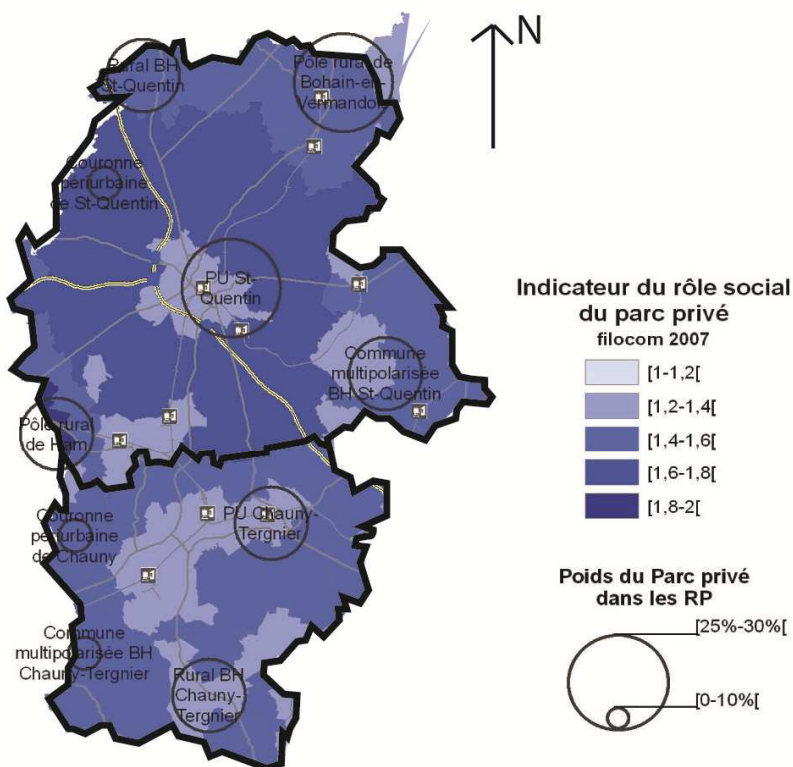 N
Rural BH
St-Quentin
Pôle rural de
Bohain-en-
Vermandois
Couronne
périurbaine
de St-Quentin
PU St-
Quentin
Commune
multipolarisée
BH St-Quentin
Pôle rural
de Ham
PU Chauny-
Tergnier
Couronne
périurbaine
de Chauny
Commune
multipolarisée BH
Chauny-Tergnier
Rural BH
Chauny-
Tergnier
Indicateur du rôle social
du parc privé
filocom 2007
[1-1,2[
[1,2-1,4[
[1,4-1,6[
[1,6-1,8[
[1,8-2[
Poids du Parc privé
dans les RP
[25%-30%[
[0-10%[